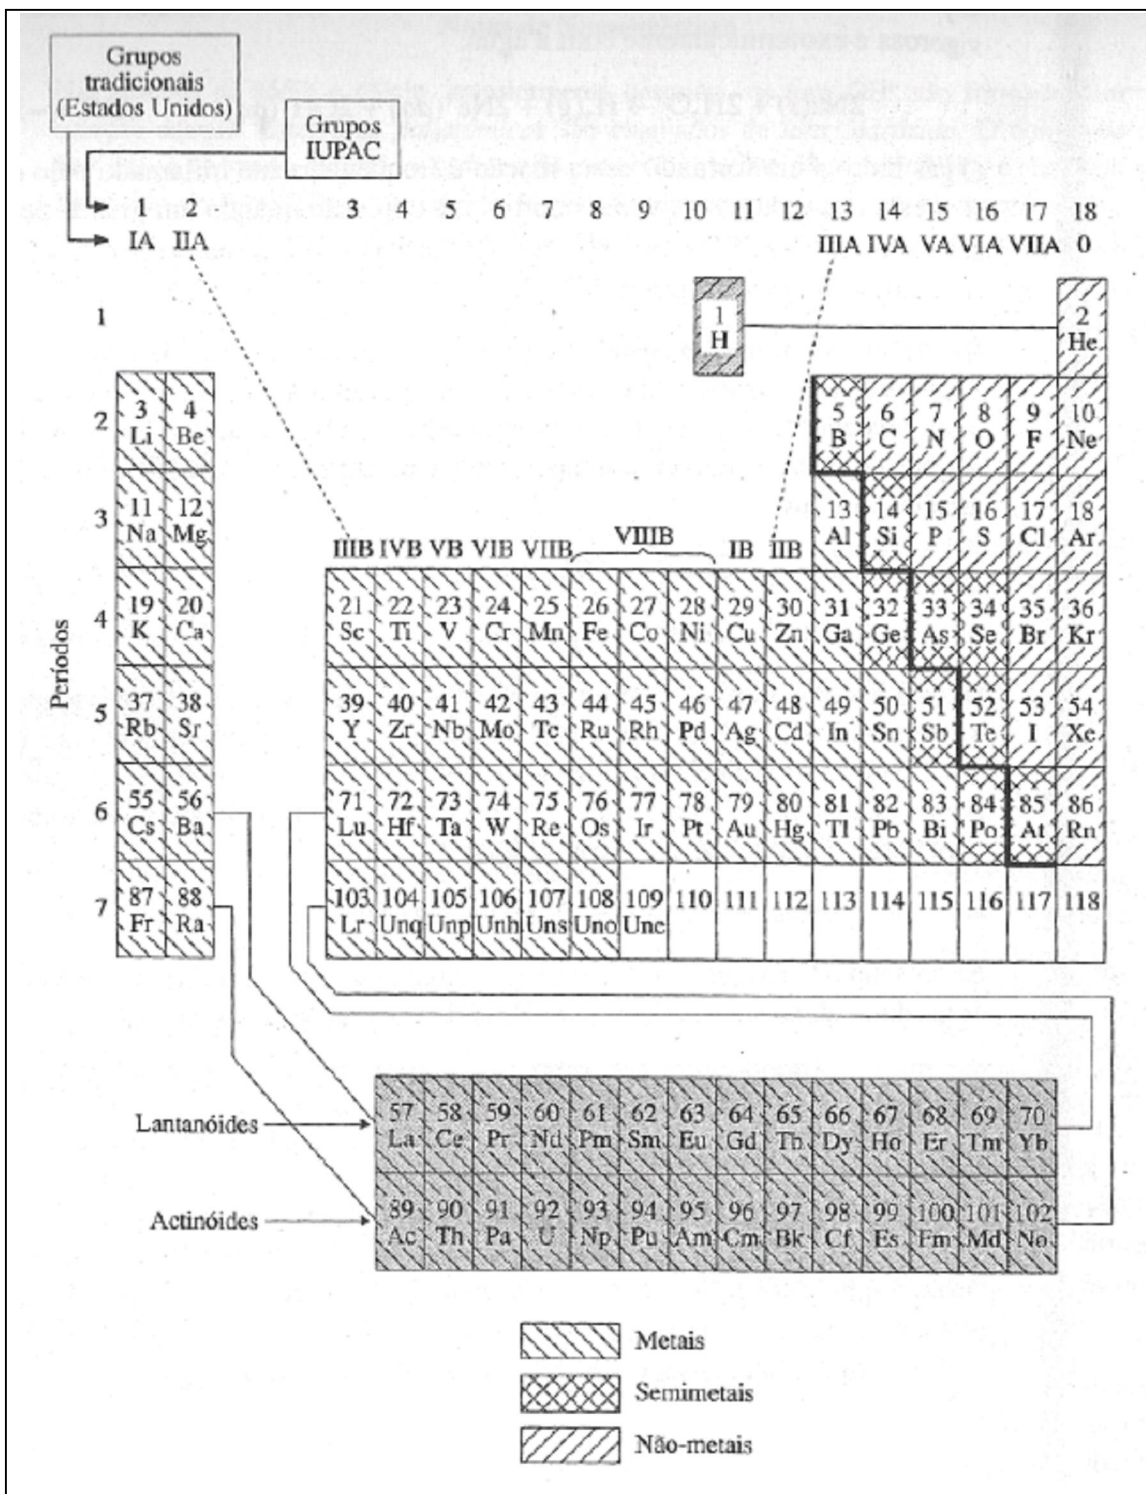 Grupos
tradicionais
(Estados Unidos)
Grupos
IUPAC
1 2 3 4 5 6 7 8 9 10 11 12 13 14 15 16 17 18
IA IIA IIIA IVA VA VIA VIIA 0
1
1 2
H He
2
3 4 5 6 7 8 9 10
Li Be B C N O F Ne
3
11 12 13 14 15 16 17 18
Na Mg Al Si P S Cl Ar
IIIB IVB VB VIB VIIB VIIIB IB IIB
Períodos
4
19 20 21 22 23 24 25 26 27 28 29 30 31 32 33 34 35 36
K Ca Sc Ti V Cr Mn Fe Co Ni Cu Zn Ga Ge As Se Br Kr
5
37 38 39 40 41 42 43 44 45 46 47 48 49 50 51 52 53 54
Rb Sr Y Zr Nb Mo Tc Ru Rh Pd Ag Cd In Sn Sb Te I Xe
6
55 56 71 72 73 74 75 76 77 78 79 80 81 82 83 84 85 86
Cs Ba Lu Hf Ta W Re Os Ir Pt Au Hg Tl Pb Bi Po At Rn
7
87 88 103 104 105 106 107 108 109 110 111 112 113 114 115 116 117 118
Fr Ra Lr Unq Unp Unh Uns Uno Une
Lantanóides
57 58 59 60 61 62 63 64 65 66 67 68 69 70
La Ce Pr Nd Pm Sm Eu Gd Tb Dy Ho Er Tm Yb
Actinóides
89 90 91 92 93 94 95 96 97 98 99 100 101 102
Ac Th Pa U Np Pu Am Cm Bk Cf Es Fm Md No
Metais
Semimetais
Não-metais